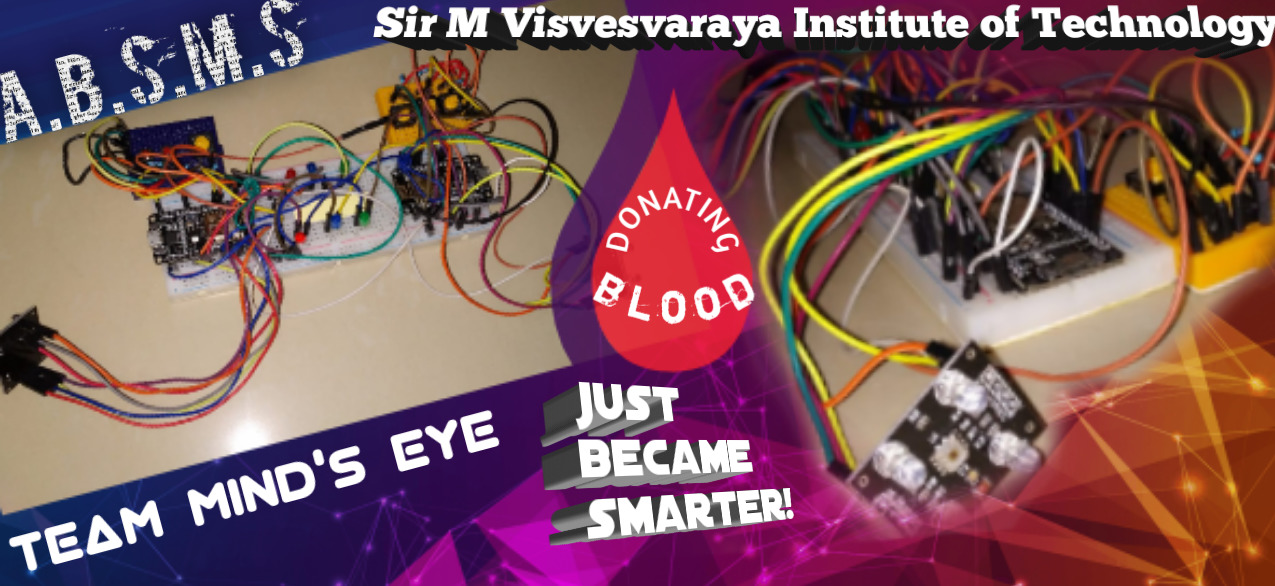 A.B.S.M.S
Sir M Visvesvaraya Institute of Technology
DONATING
BLOOD
JUST
BECAME
SMARTER!
TEAM MIND'S EYE